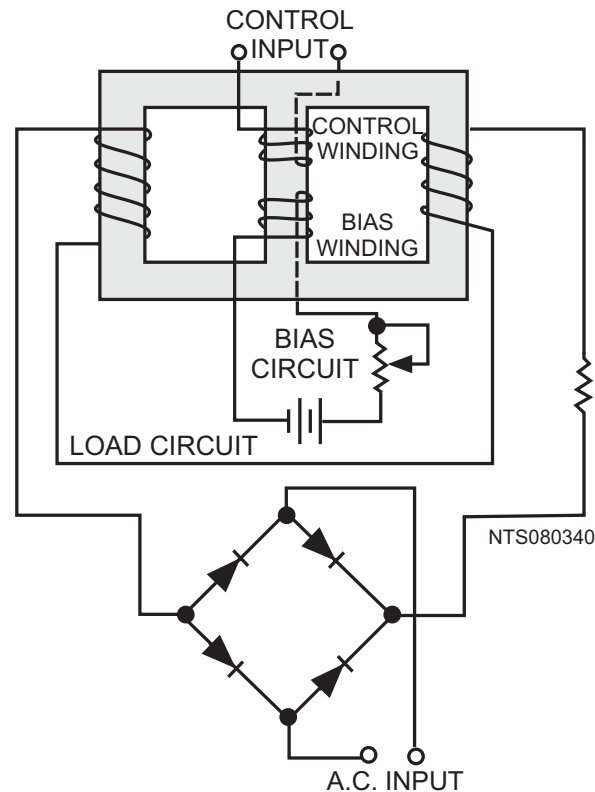 CONTROL
INPUT
CONTROL
WINDING
BIAS
WINDING
BIAS
CIRCUIT
LOAD CIRCUIT
NTS080340
A.C. INPUT